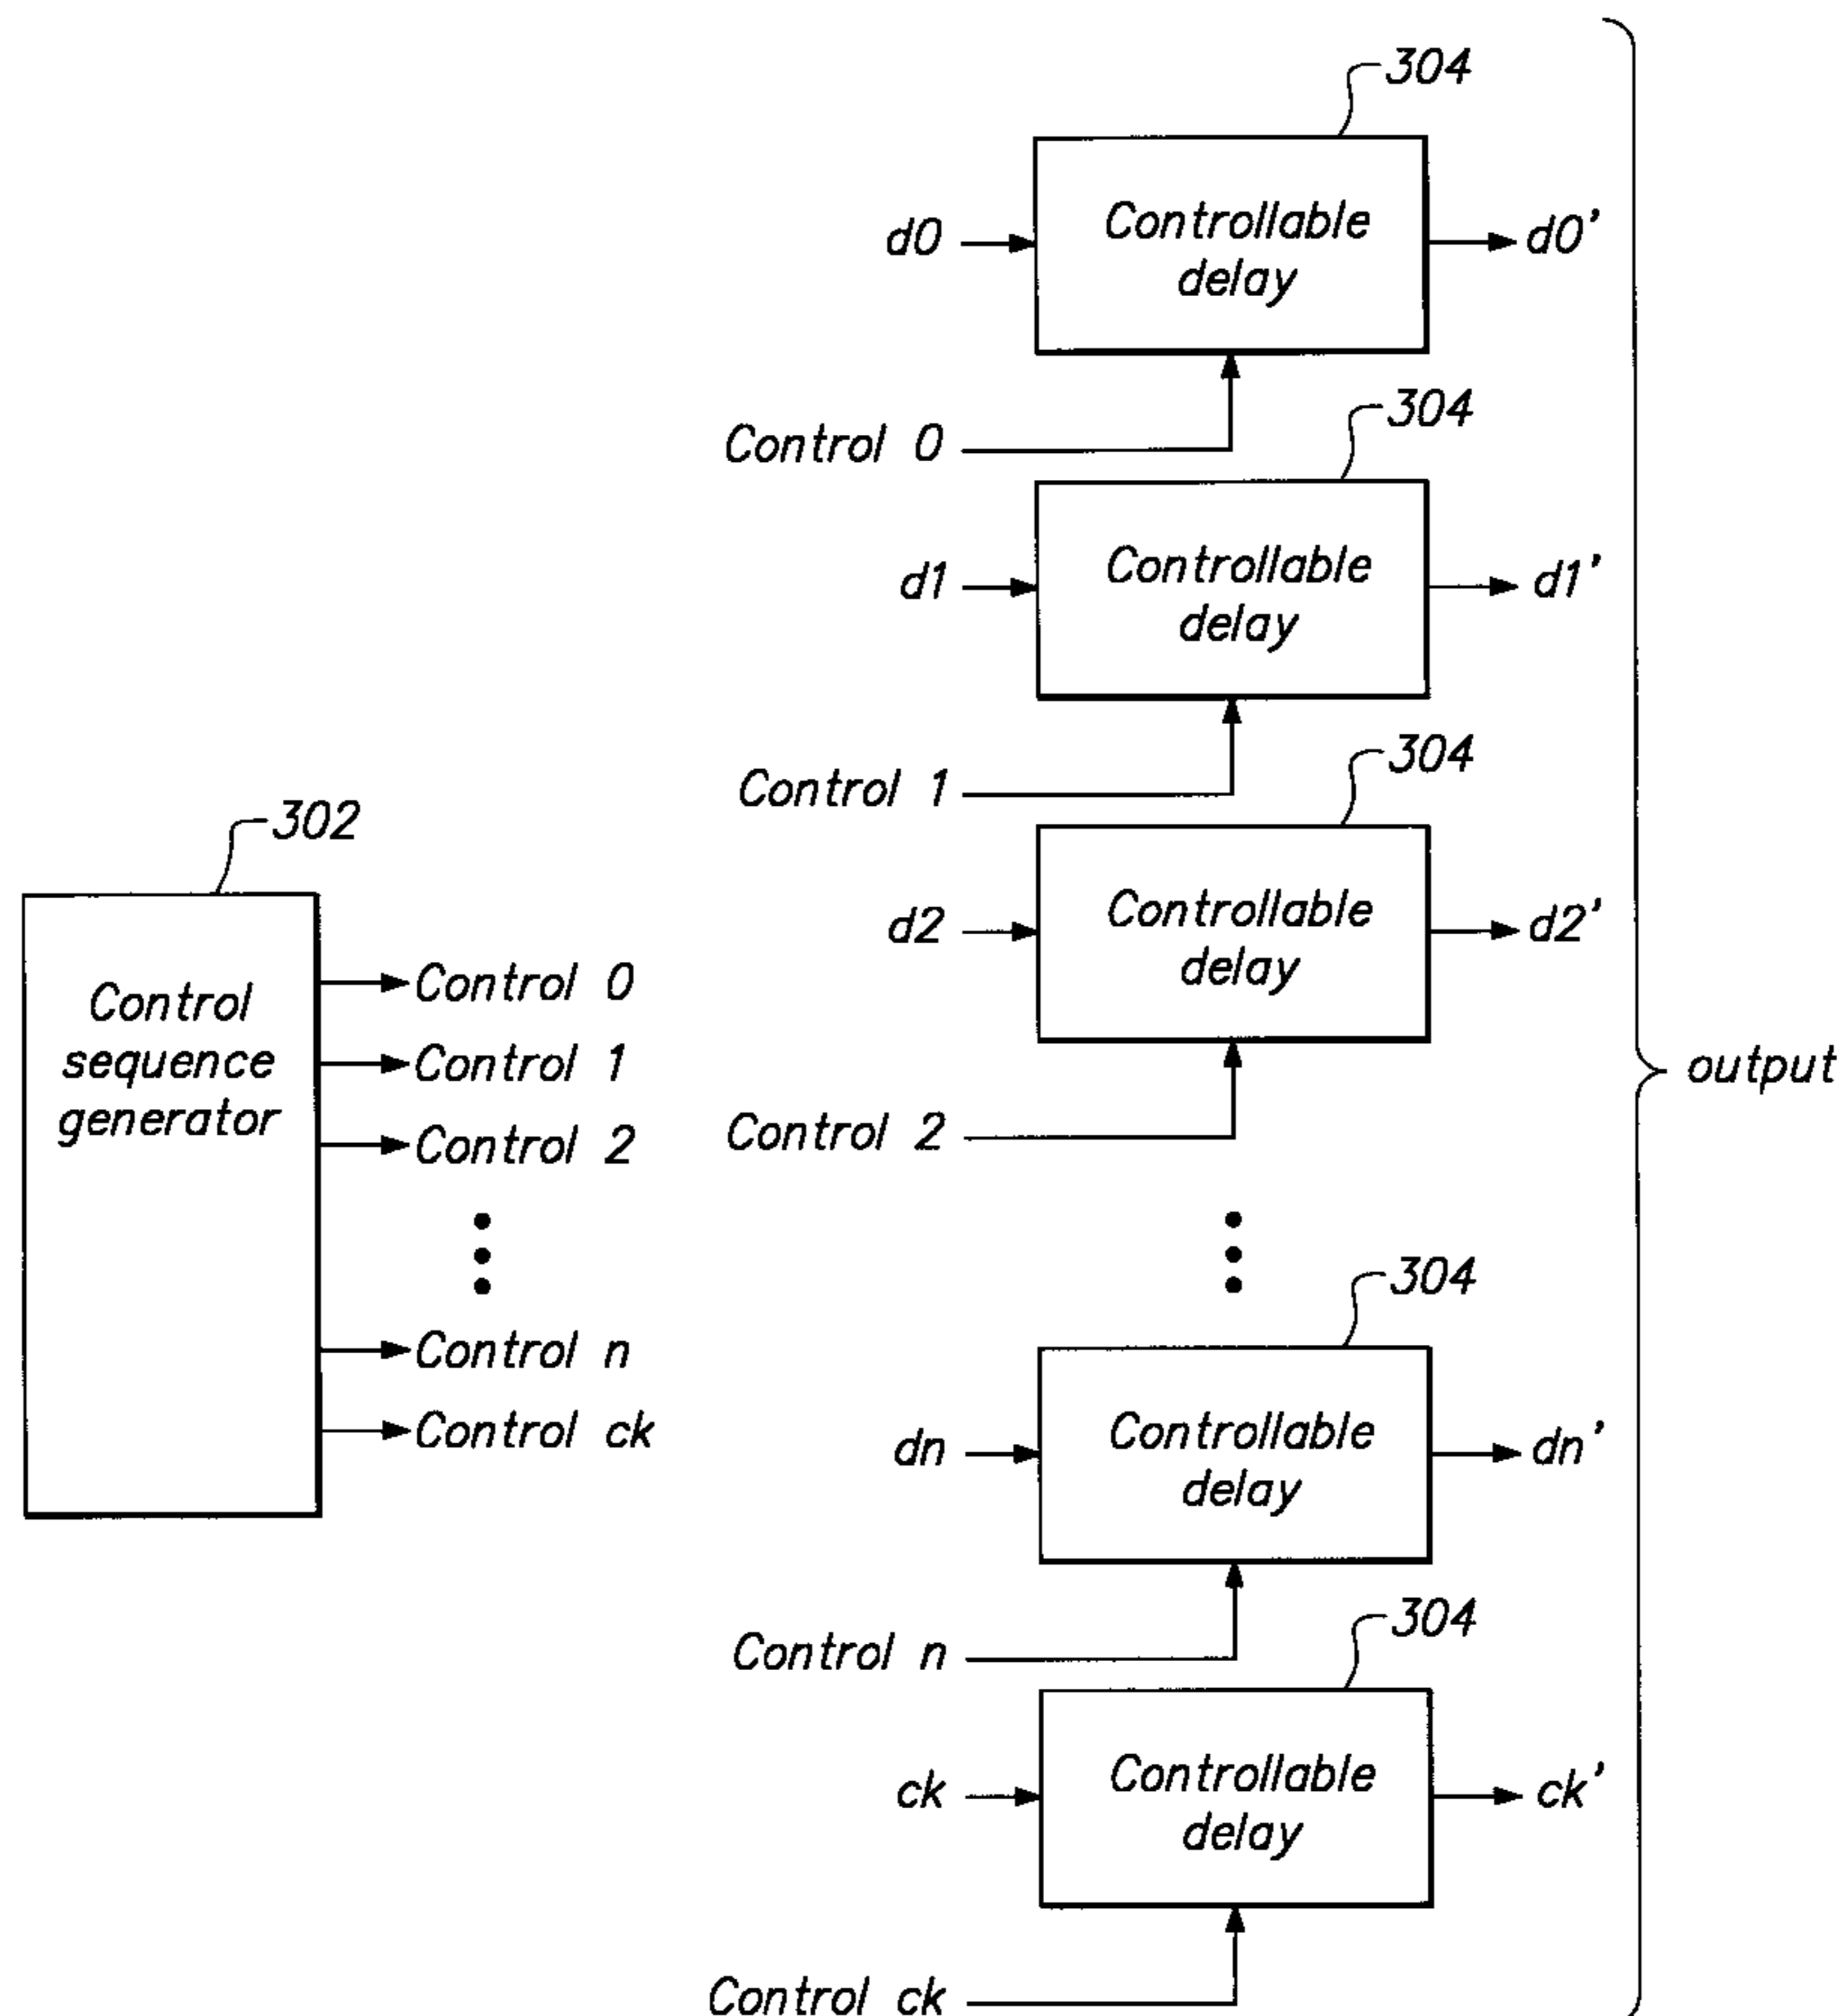 302
Control
sequence
generator
Control 0
Control 1
Control 2
Control n
Control ck
304
d0
Controllable
delay
d0'
Control 0
304
d1
Controllable
delay
d1'
Control 1
304
d2
Controllable
delay
d2'
Control 2
304
dn
Controllable
delay
dn'
Control n
304
ck
Controllable
delay
ck'
Control ck
output